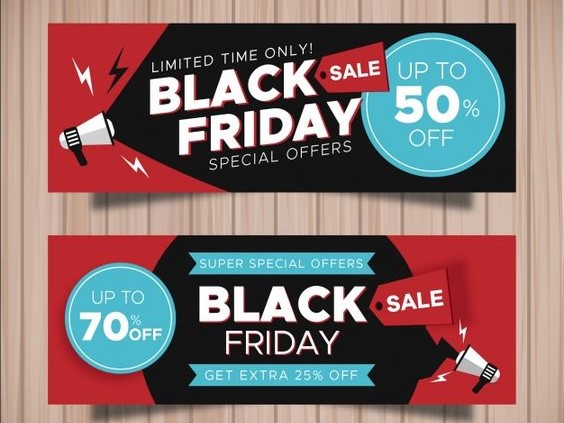 LIMITED TIME ONLY!
BLACK
FRIDAY
SPECIAL OFFERS
SALE
UP TO
50%
OFF
UP TO
70% OFF
SUPER SPECIAL OFFERS
BLACK
FRIDAY
GET EXTRA 25% OFF
SALE